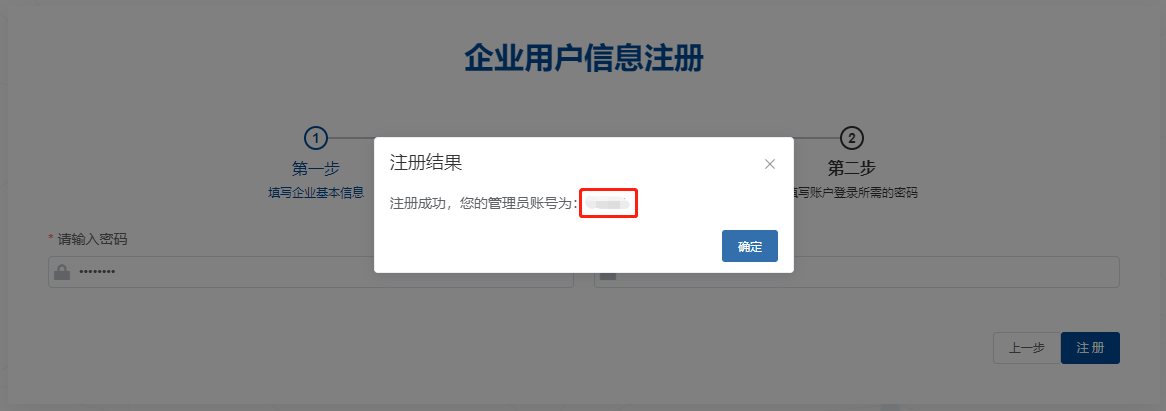 企业用户信息注册
1
2
第一步
第二步
填写企业基本信息
写账户登录所需的密码
注册结果
注册成功，您的管理员账号为：
确定
* 请输入密码
••••••••
上一步
注 册